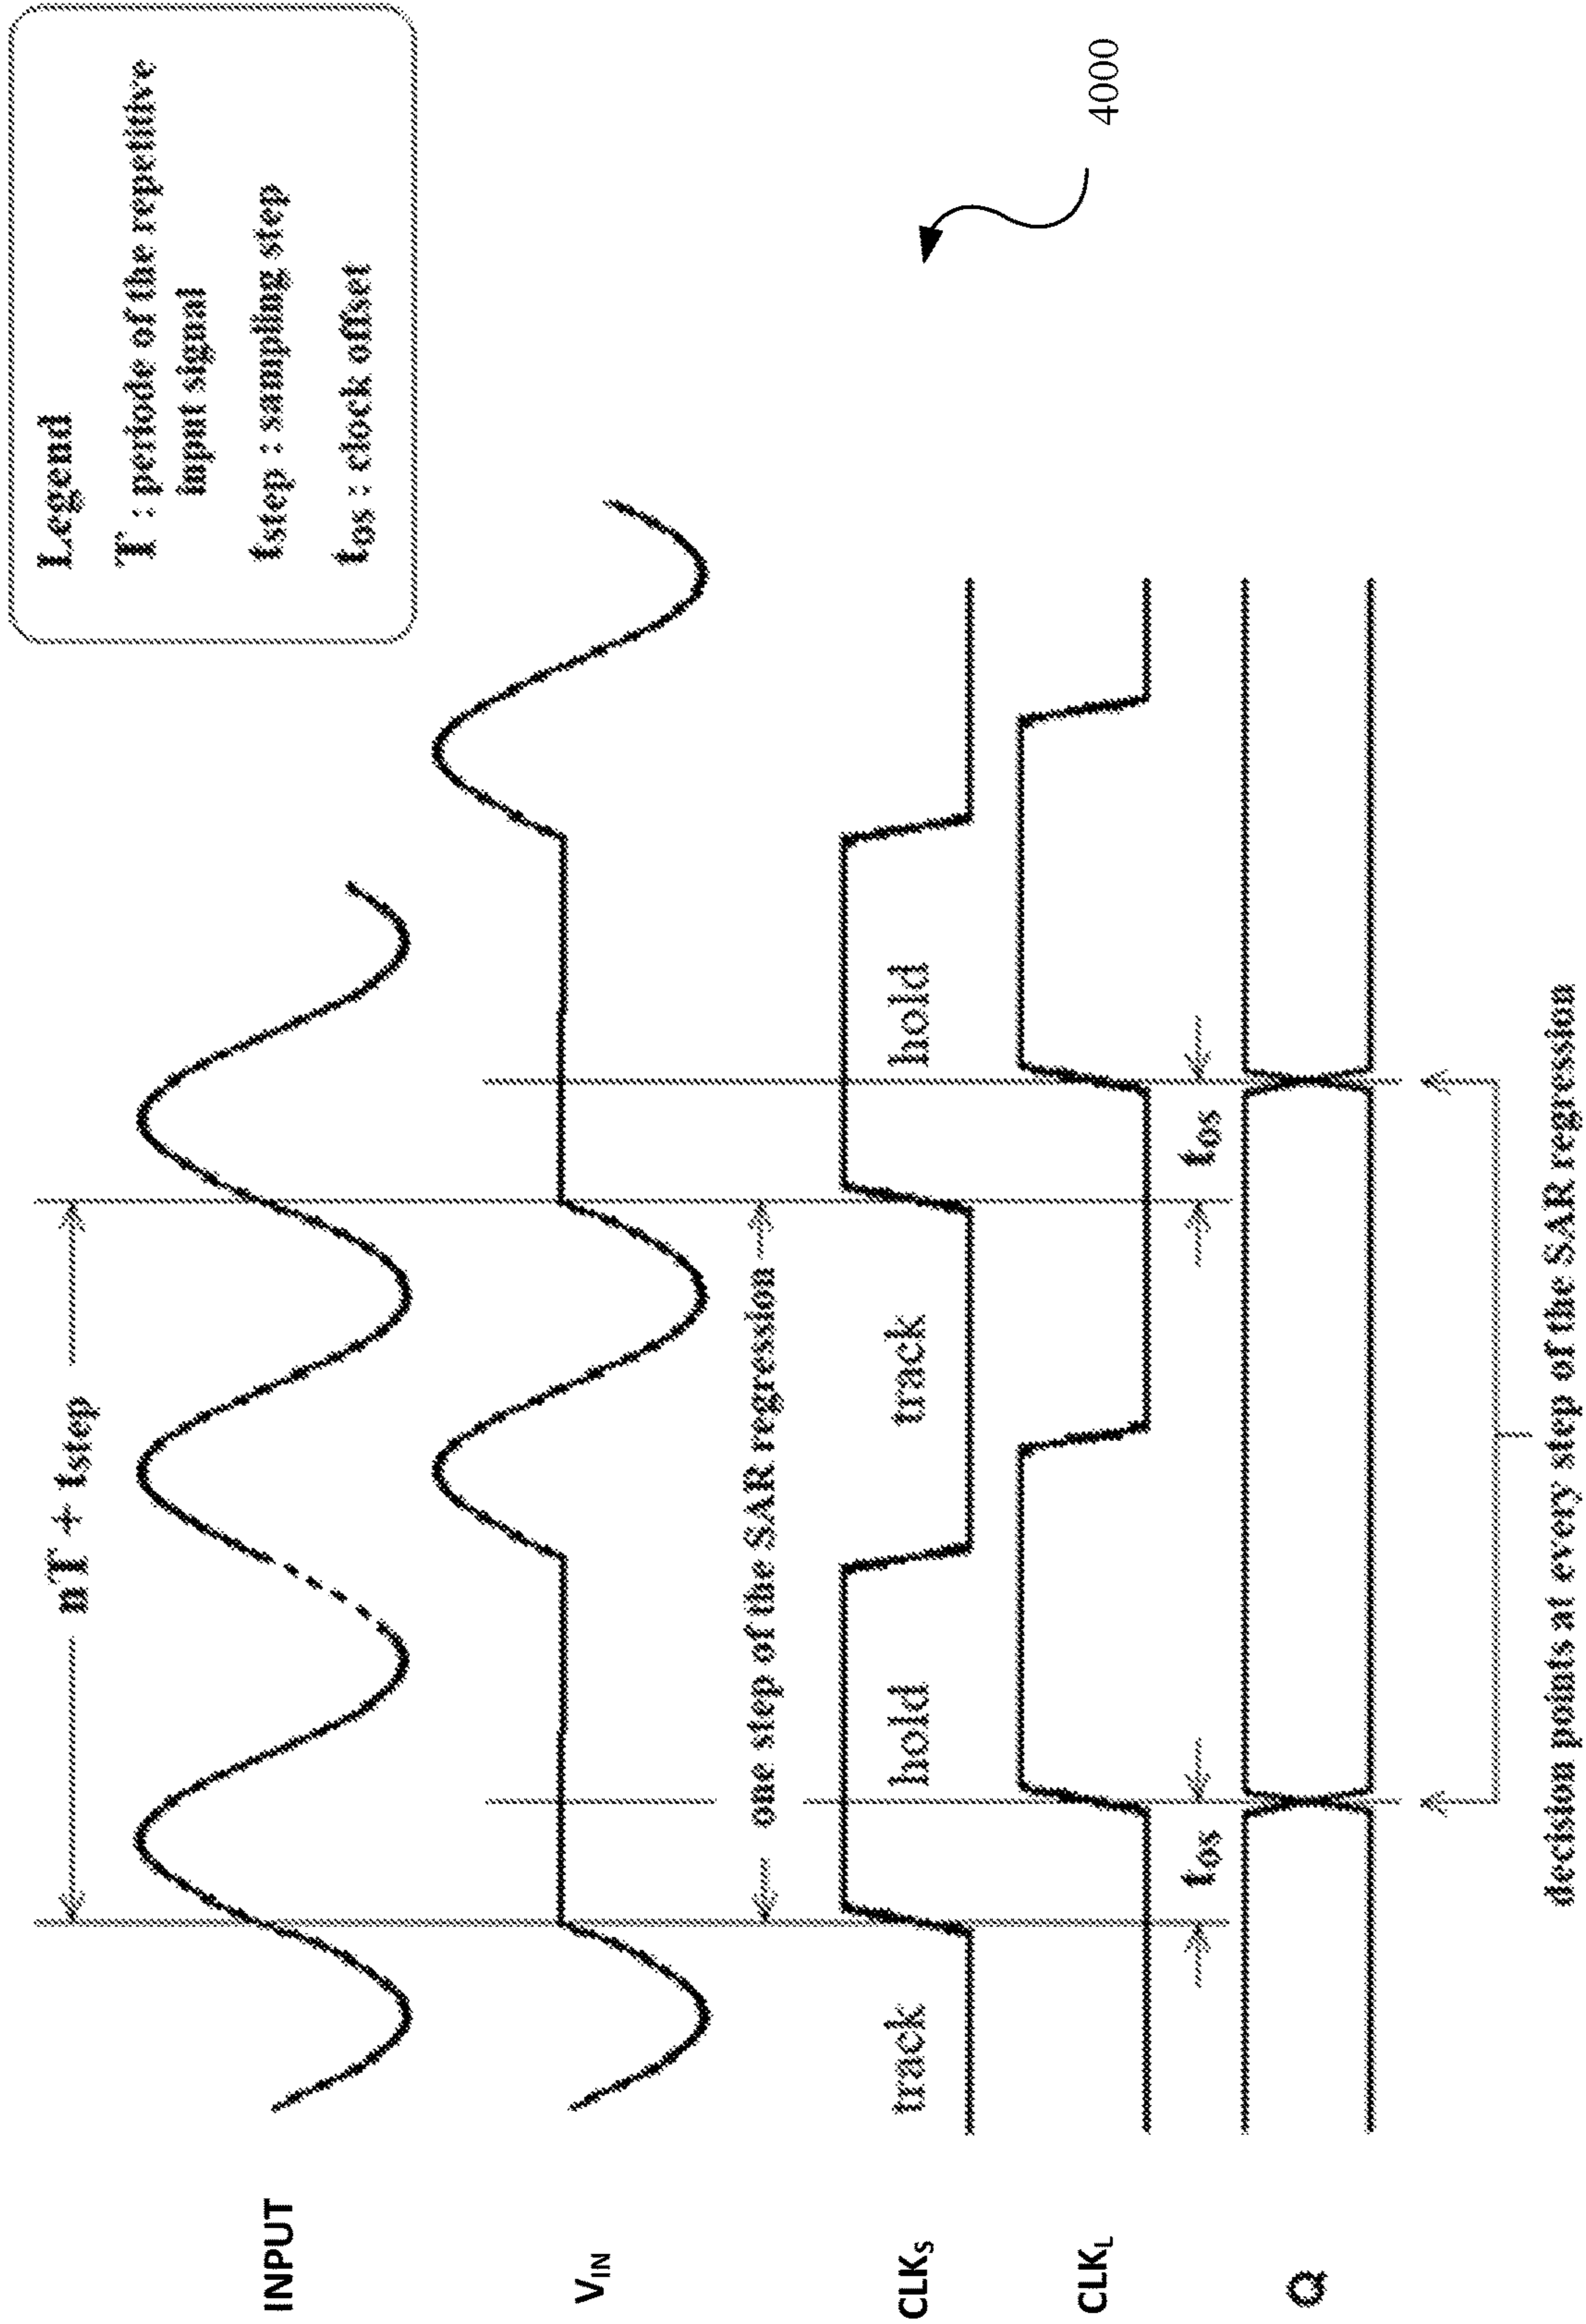 Legend
T : periode of the repetitive
input signal
tstep : sampling step
tos : clock offset
4000
nT + tstep
INPUT
VIN
one step of the SAR regression
track
hold
track
hold
CLKS
CLKL
tos
tos
Q
decision points at every step of the SAR regression